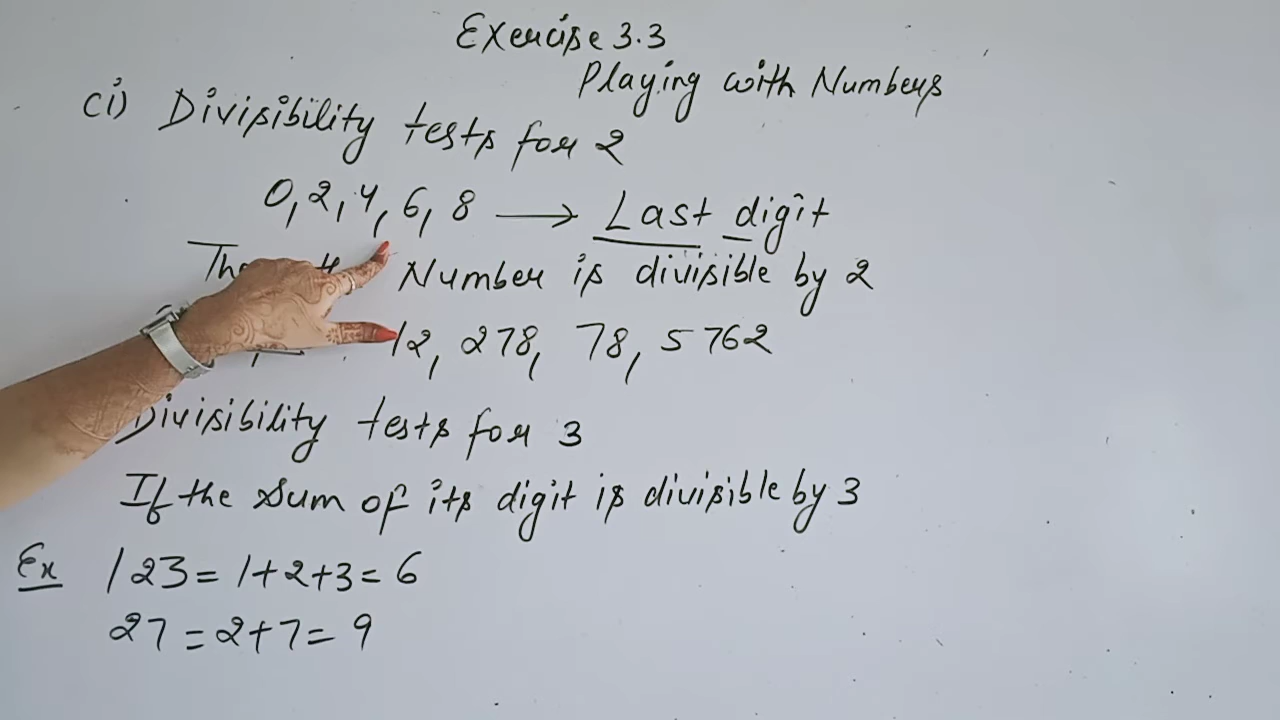 Exercise 3.3
Playing with Numbers
(i) Divisibility tests for 2
0, 2, 4, 6, 8 → Last digit
Number is divisible by 2
12, 278, 78, 5762
Divisibility tests for 3
If the Sum of its digit is divisible by 3
Ex 123 = 1+2+3 = 6
27 = 2+7 = 9